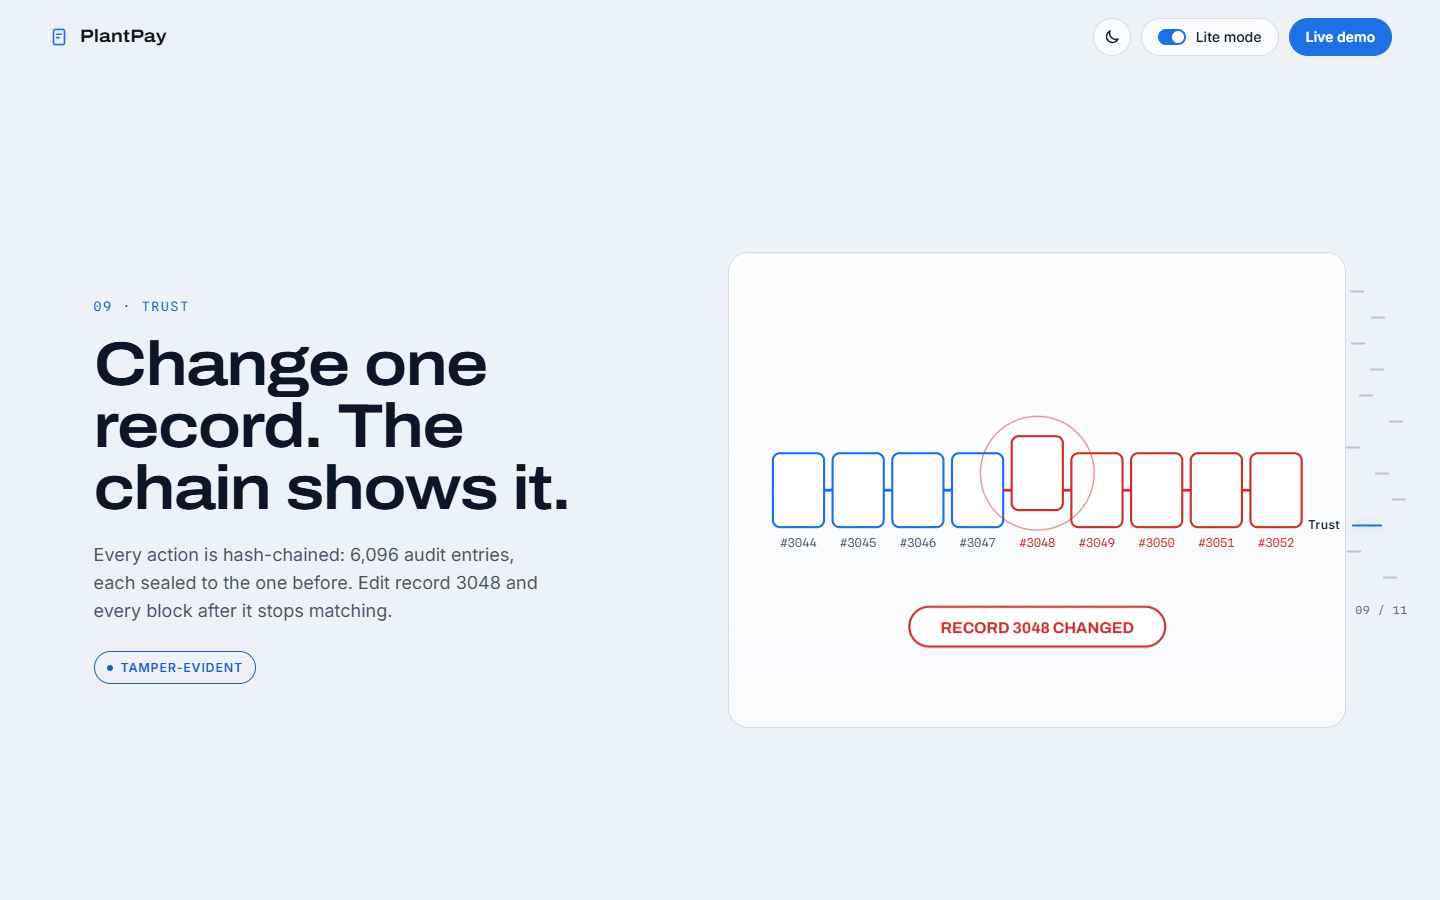 PlantPay
Lite mode
Live demo
09 · TRUST
Change one
record. The
chain shows it.
Every action is hash-chained: 6,096 audit entries,
each sealed to the one before. Edit record 3048 and
every block after it stops matching.
TAMPER-EVIDENT
#3044 #3045 #3046 #3047 #3048 #3049 #3050 #3051 #3052
RECORD 3048 CHANGED
Trust
09 / 11